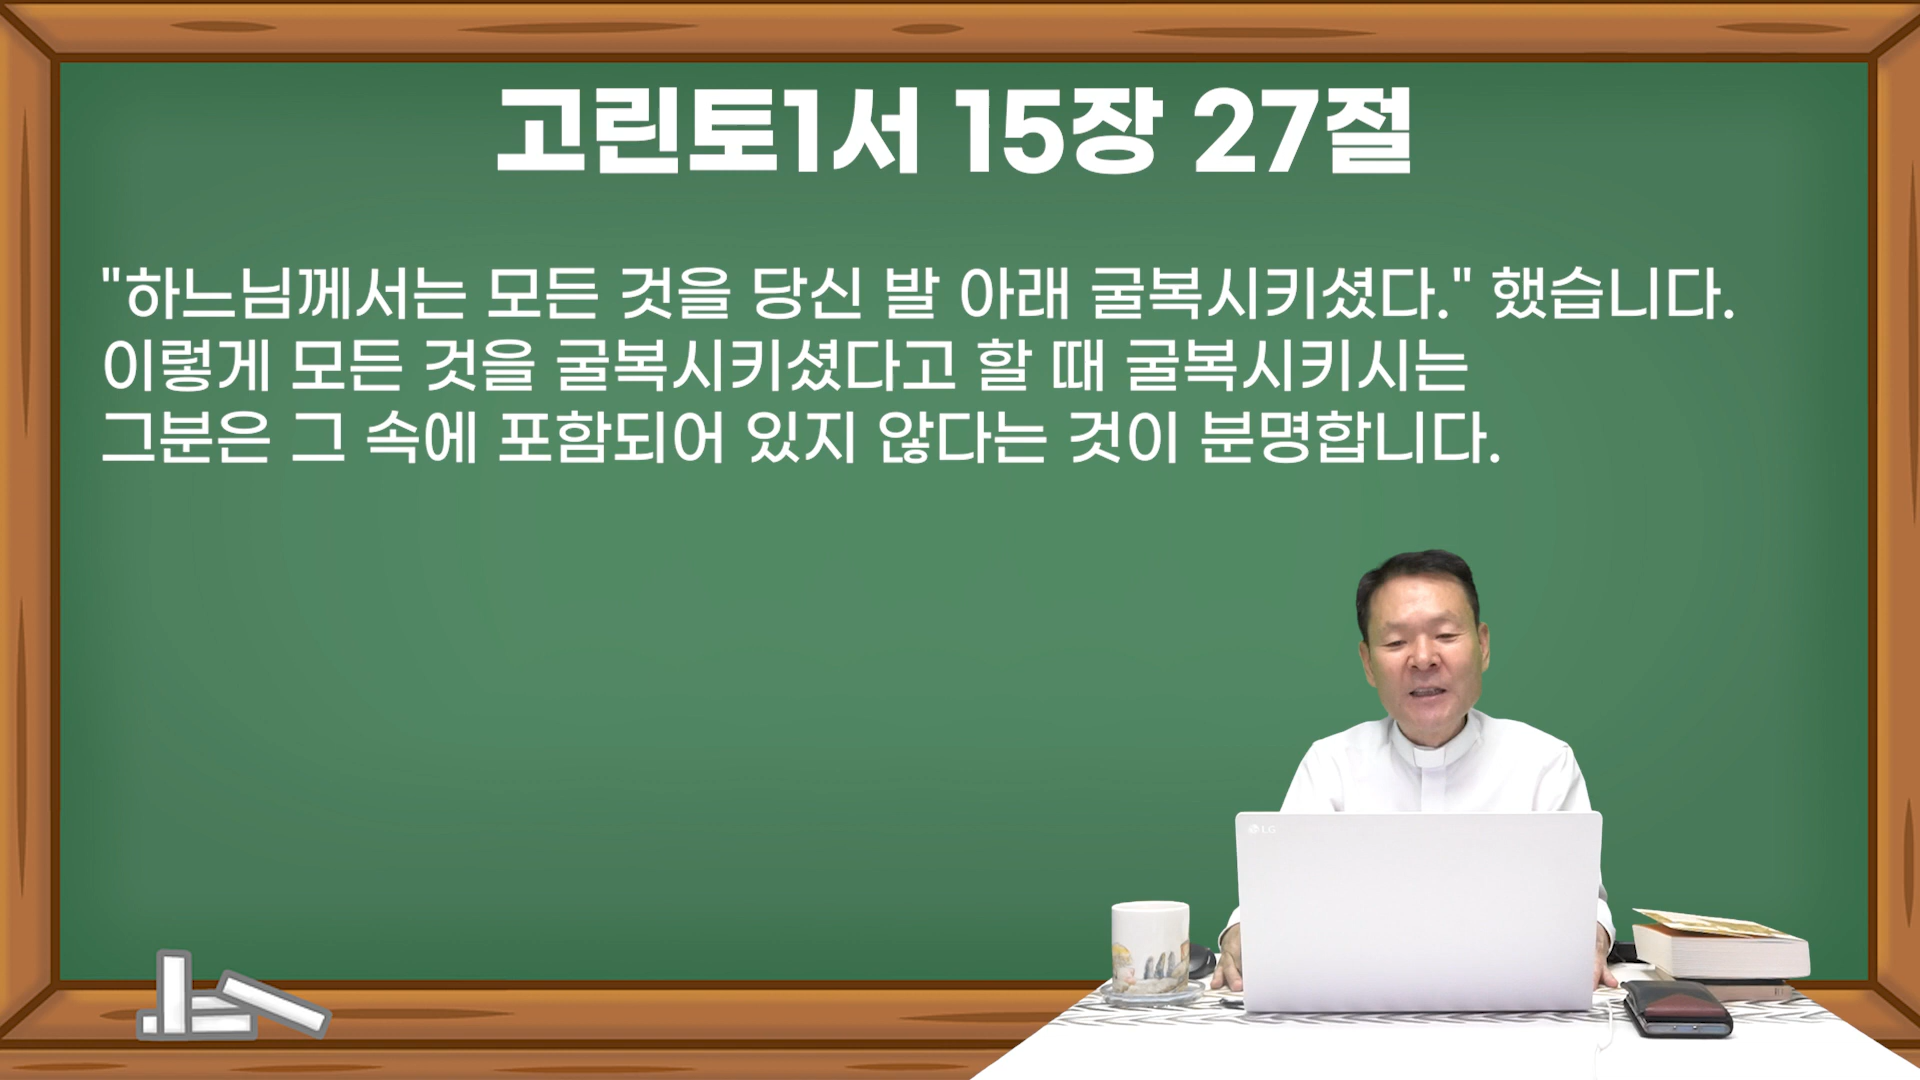 고린토1서 15장 27절
"하느님께서는 모든 것을 당신 발 아래 굴복시키셨다." 했습니다.
이렇게 모든 것을 굴복시키셨다고 할 때 굴복시키시는
그분은 그 속에 포함되어 있지 않다는 것이 분명합니다.
LG